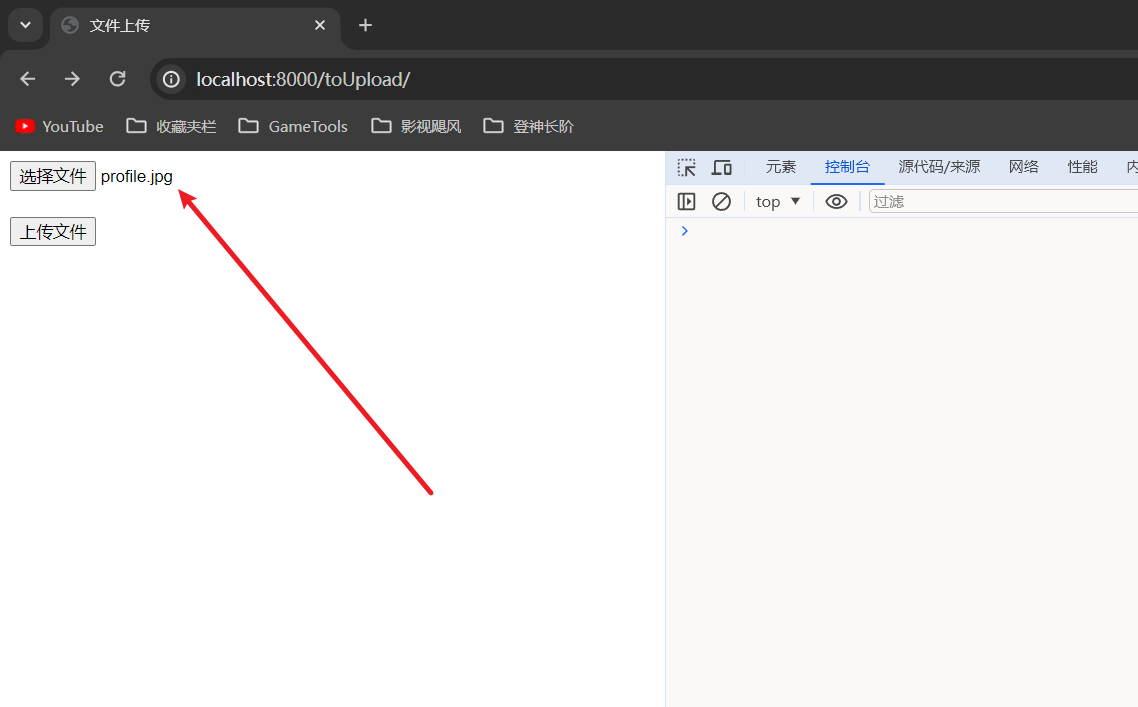 文件上传
localhost:8000/toUpload/
YouTube 收藏夹栏 GameTools 影视飓风 登神长阶
选择文件 profile.jpg
上传文件
元素 控制台 源代码/来源 网络 性能 内
top 过滤